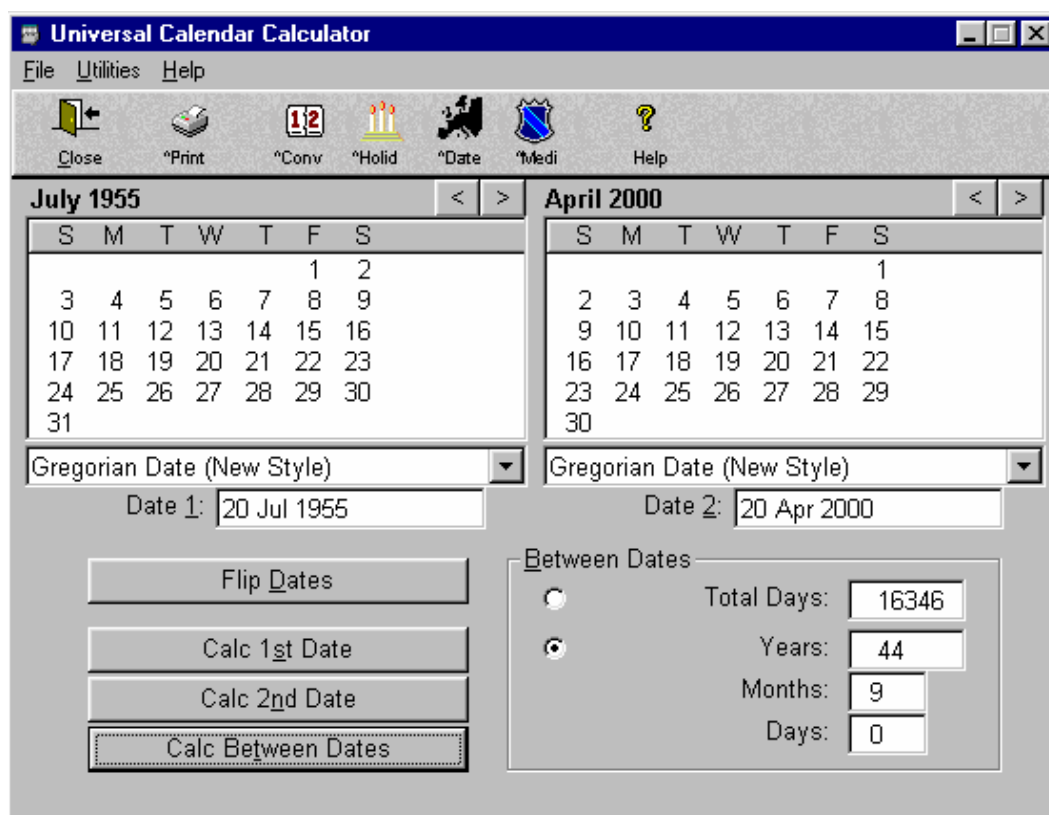 Universal Calendar Calculator
File Utilities Help
1 2
Close ^Print ^Conv ^Holid ^Date ^Medi Help
July 1955 < >
S M T W T F S
1 2
3 4 5 6 7 8 9
10 11 12 13 14 15 16
17 18 19 20 21 22 23
24 25 26 27 28 29 30
31
Gregorian Date (New Style)
Date 1: 20 Jul 1955
April 2000 < >
S M T W T F S
1
2 3 4 5 6 7 8
9 10 11 12 13 14 15
16 17 18 19 20 21 22
23 24 25 26 27 28 29
30
Gregorian Date (New Style)
Date 2: 20 Apr 2000
Flip Dates
Calc 1st Date
Calc 2nd Date
Calc Between Dates
Between Dates
Total Days: 16346
Years: 44
Months: 9
Days: 0